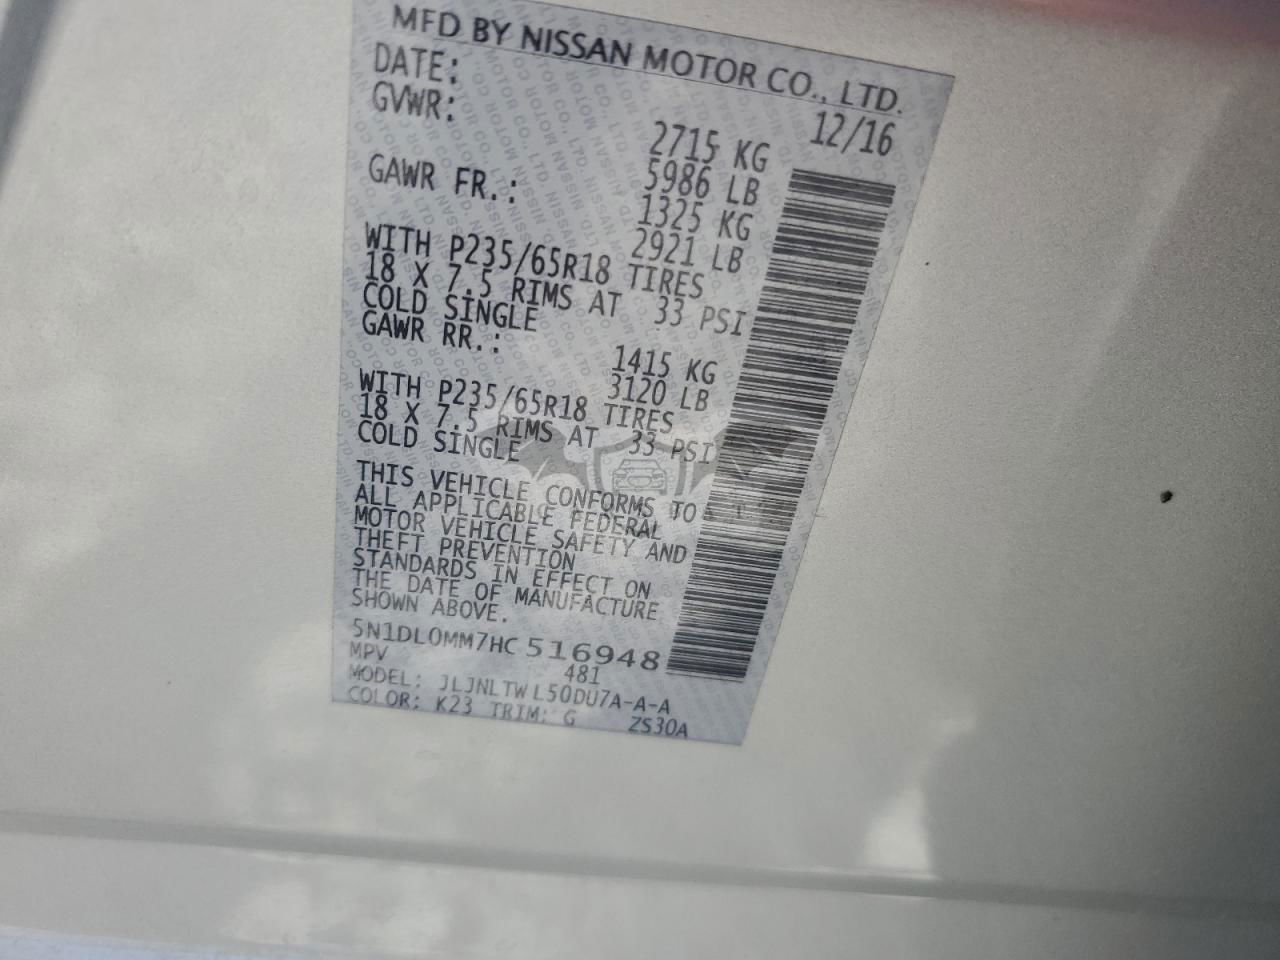 MFD BY NISSAN MOTOR CO., LTD.
DATE: 12/16
GVWR: 2715 KG
5986 LB
GAWR FR.: 1325 KG
2921 LB
WITH P235/65R18 TIRES
18 X 7.5 RIMS AT 33 PSI
COLD SINGLE
GAWR RR.: 1415 KG
3120 LB
WITH P235/65R18 TIRES
18 X 7.5 RIMS AT 33 PSI
COLD SINGLE
THIS VEHICLE CONFORMS TO
ALL APPLICABLE FEDERAL
MOTOR VEHICLE SAFETY AND
THEFT PREVENTION
STANDARDS IN EFFECT ON
THE DATE OF MANUFACTURE
SHOWN ABOVE.
5N1DL0MM7HC516948
MPV 481
MODEL: JLJNLTWL50DU7A-A-A
COLOR: K23 TRIM: G ZS30A